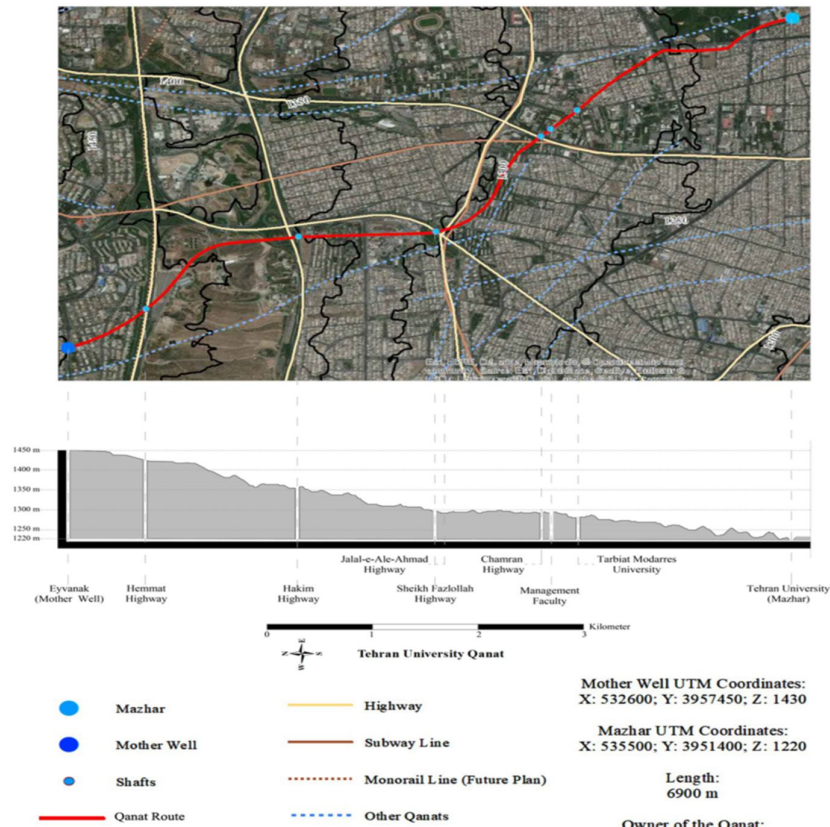 1450 m
1400 m
1350 m
1300 m
1250 m
1220 m
Jalal-e-Ale-Ahmad
Highway
Chamran
Highway
Tarbiat Modarres
University
Eyvanak
(Mother Well)
Hemmat
Highway
Hakim
Highway
Sheikh Fazlollah
Highway
Management
Faculty
Tehran University
(Mazhar)
0 1 2 3 Kilometer
N E S W
Tehran University Qanat
Mazhar
Mother Well
Shafts
Qanat Route
Highway
Subway Line
Monorail Line (Future Plan)
Other Qanats
Mother Well UTM Coordinates:
X: 532600; Y: 3957450; Z: 1430
Mazhar UTM Coordinates:
X: 535500; Y: 3951400; Z: 1220
Length:
6900 m
Owner of the Qanat: